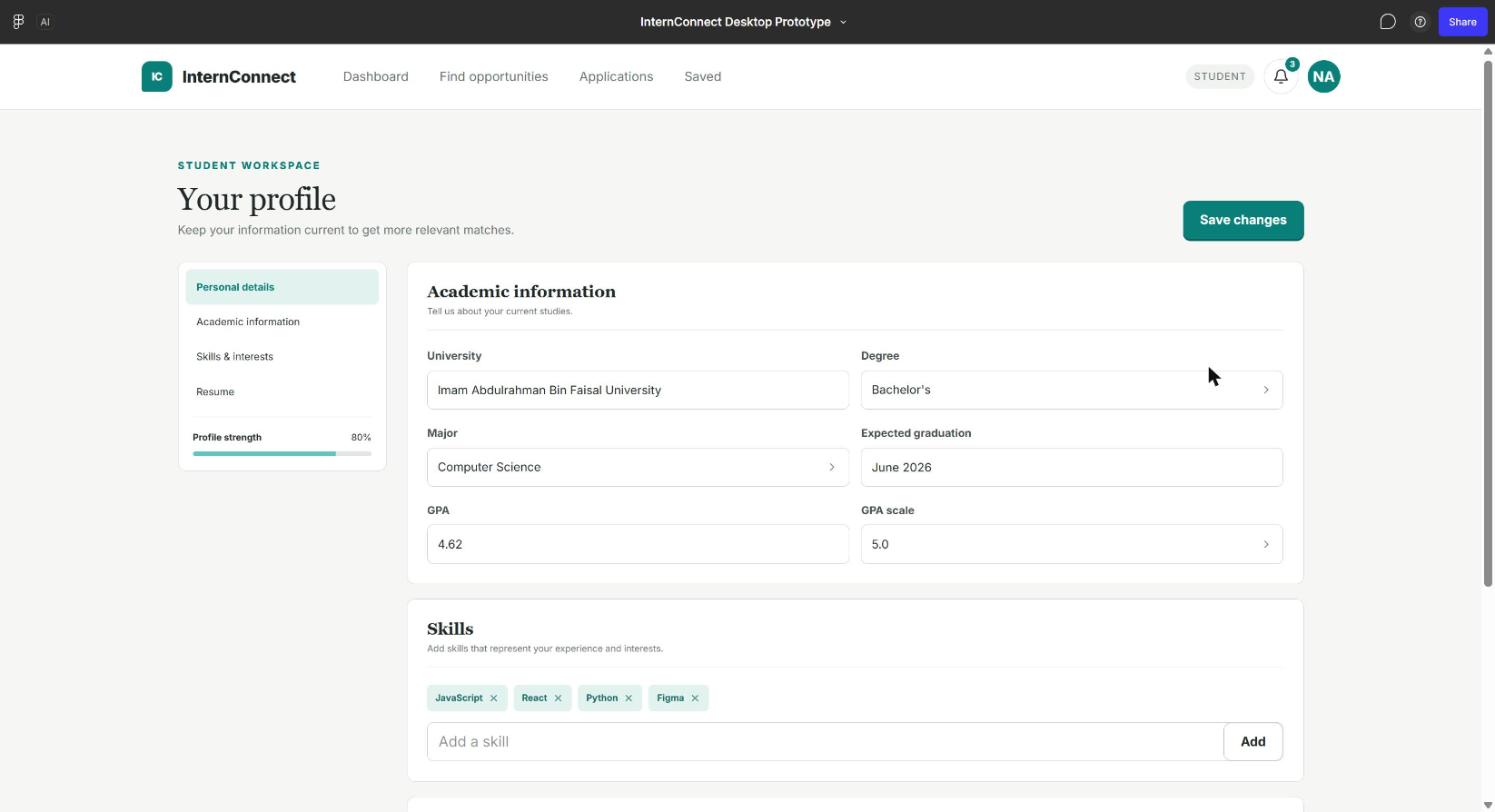 AI
InternConnect Desktop Prototype
Share
IC InternConnect
Dashboard
Find opportunities
Applications
Saved
STUDENT
3
NA
STUDENT WORKSPACE
Your profile
Keep your information current to get more relevant matches.
Save changes
Personal details
Academic information
Skills & interests
Resume
Profile strength 80%
Academic information
Tell us about your current studies.
University
Imam Abdulrahman Bin Faisal University
Degree
Bachelor's
Major
Computer Science
Expected graduation
June 2026
GPA
4.62
GPA scale
5.0
Skills
Add skills that represent your experience and interests.
JavaScript
React
Python
Figma
Add a skill
Add